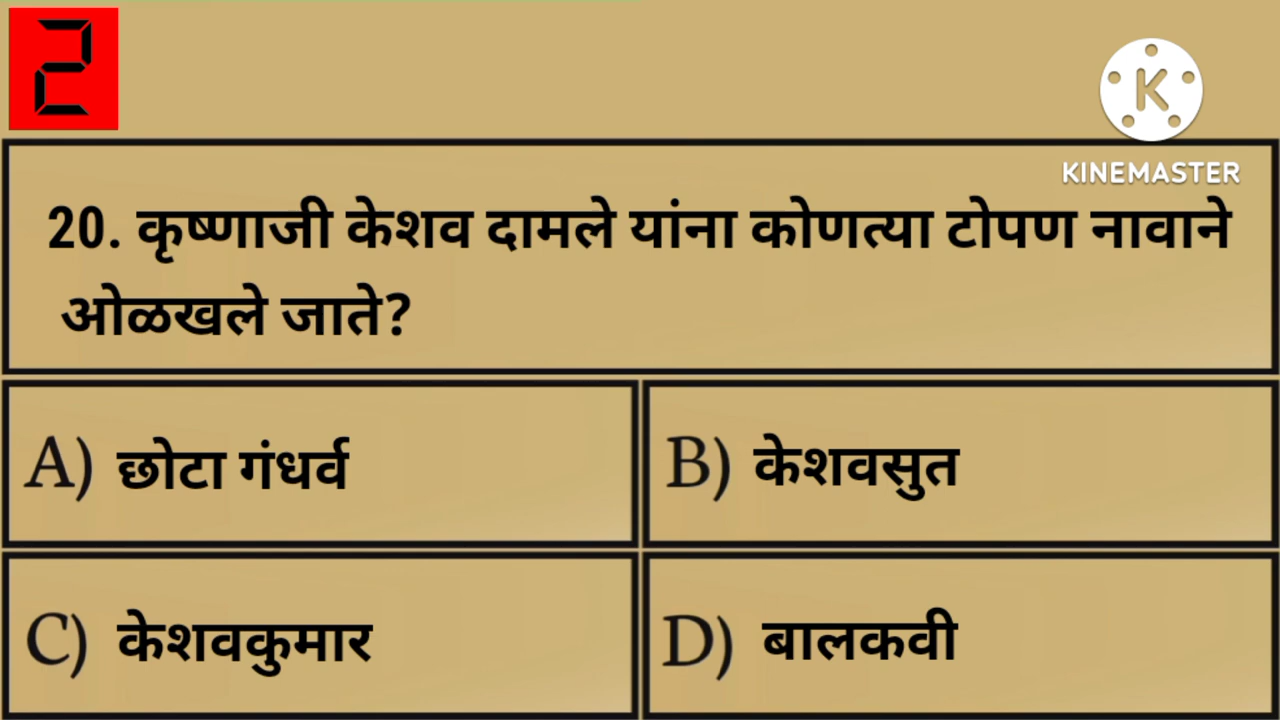 2
K
KINEMASTER
20. कृष्णाजी केशव दामले यांना कोणत्या टोपण नावाने
ओळखले जाते?
A) छोटा गंधर्व
B) केशवसुत
C) केशवकुमार
D) बालकवी